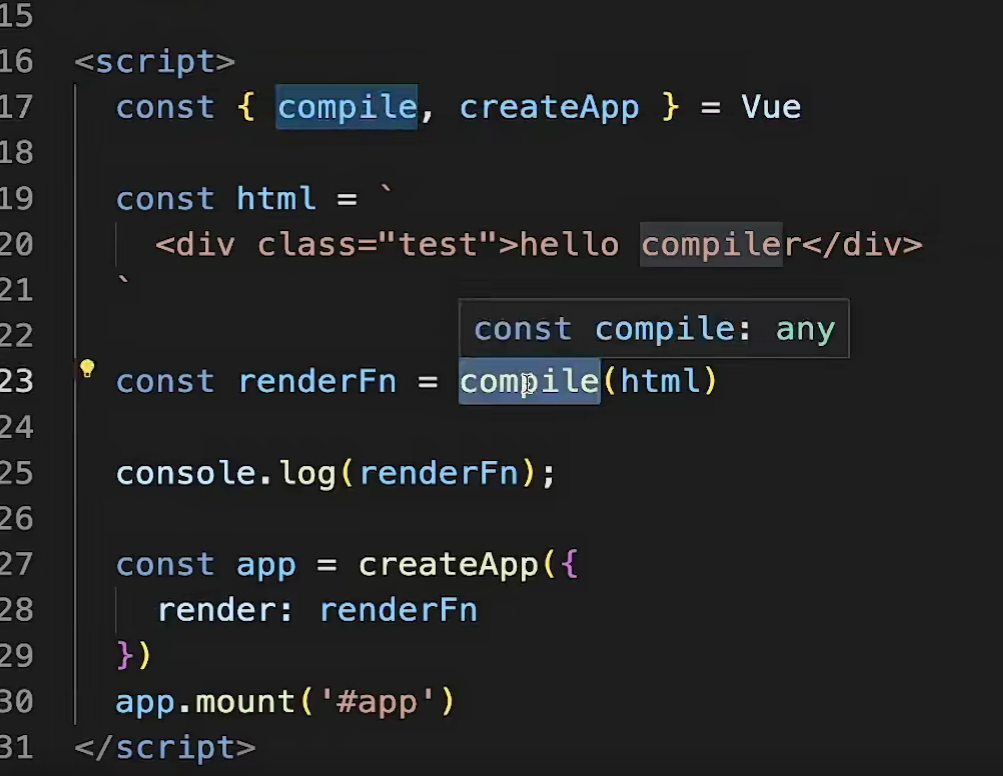 15
16 <script>
17 const { compile, createApp } = Vue
18
19 const html = `
20 <div class="test">hello compiler</div>
21 `
22
const compile: any
23 const renderFn = compile(html)
24
25 console.log(renderFn);
26
27 const app = createApp({
28 render: renderFn
29 })
30 app.mount('#app')
31 </script>